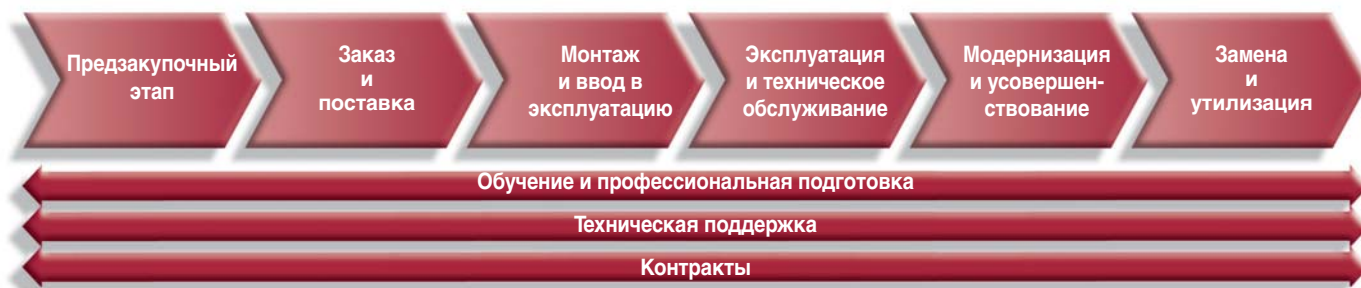 Предзакупочный
этап
Заказ
и
поставка
Монтаж
и ввод в
эксплуатацию
Эксплуатация
и техническое
обслуживание
Модернизация
и усовершен-
ствование
Замена
и
утилизация
Обучение и профессиональная подготовка
Техническая поддержка
Контракты